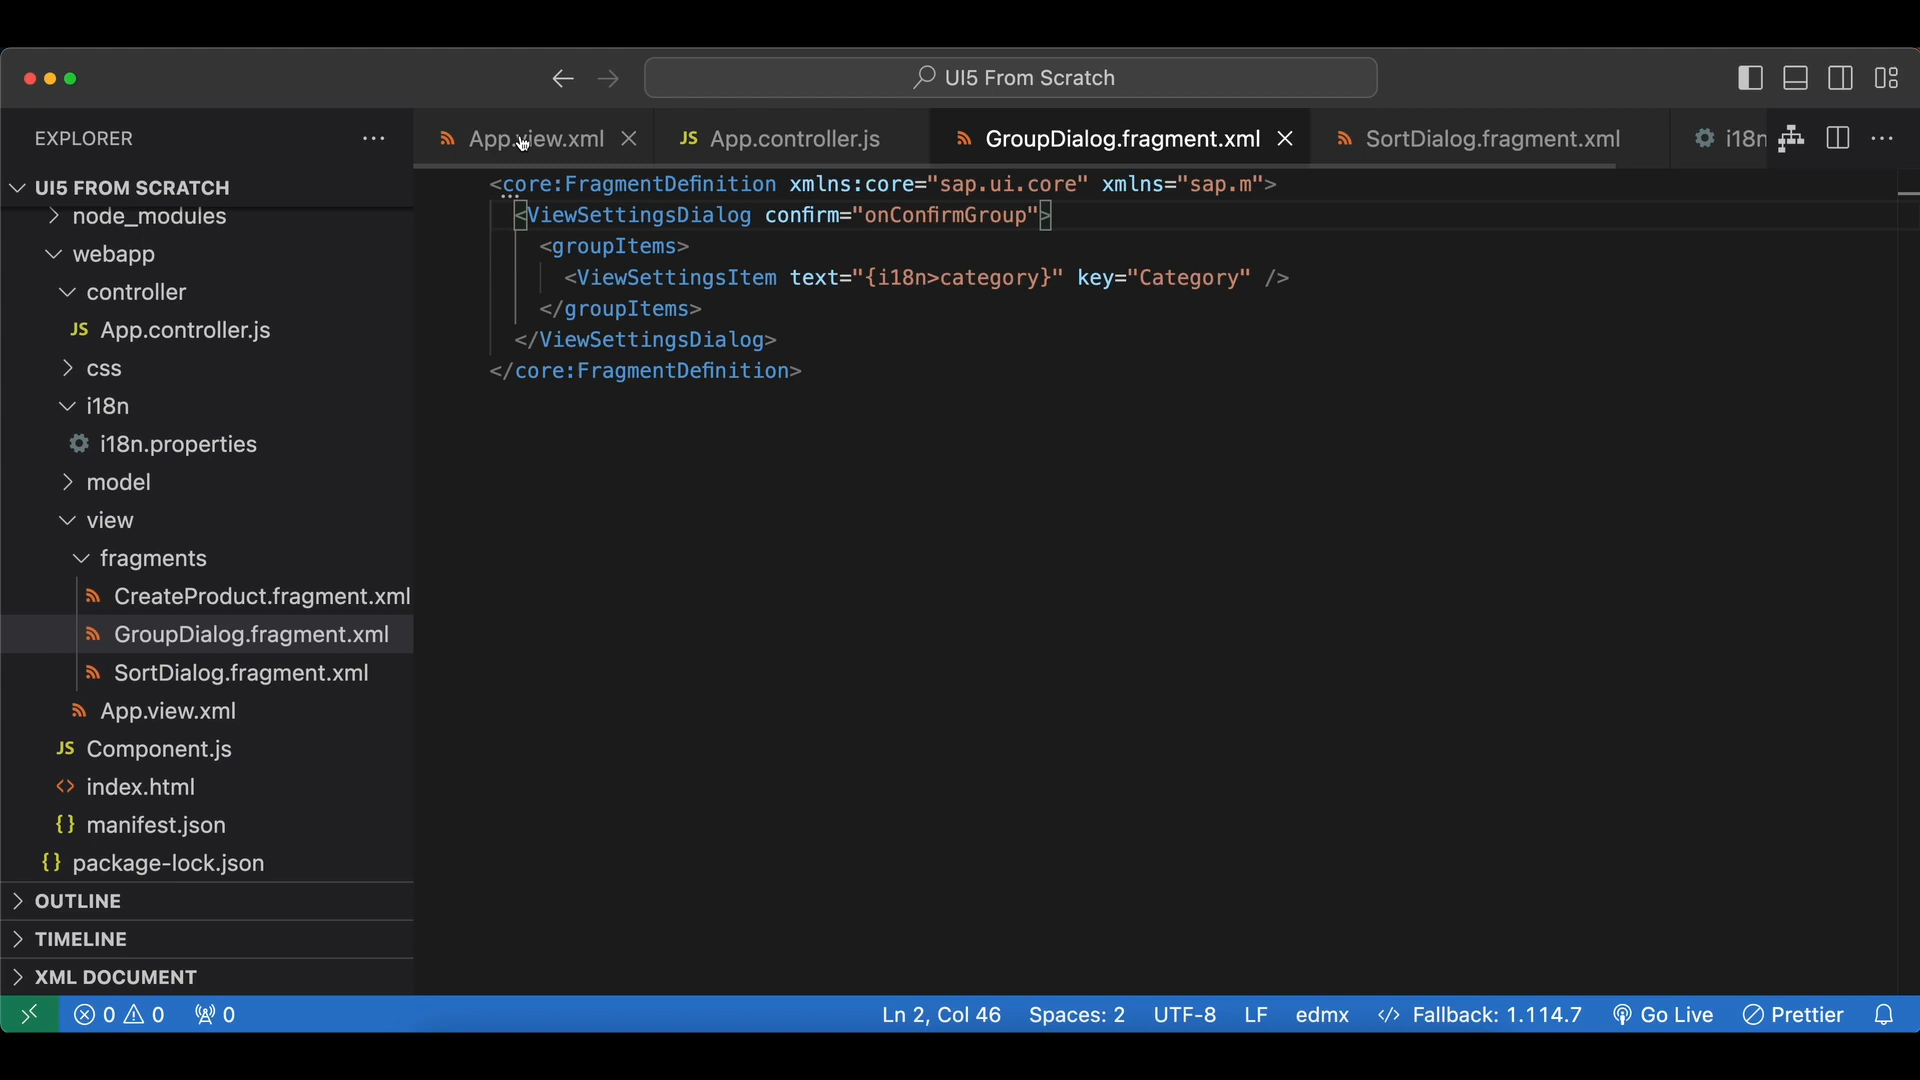 UI5 From Scratch
EXPLORER
App.view.xml
JS App.controller.js
GroupDialog.fragment.xml
SortDialog.fragment.xml
i18n
UI5 FROM SCRATCH
node_modules
webapp
controller
JS App.controller.js
css
i18n
i18n.properties
model
view
fragments
CreateProduct.fragment.xml
GroupDialog.fragment.xml
SortDialog.fragment.xml
App.view.xml
JS Component.js
<> index.html
{} manifest.json
{} package-lock.json
OUTLINE
TIMELINE
XML DOCUMENT
<core:FragmentDefinition xmlns:core="sap.ui.core" xmlns="sap.m">
<ViewSettingsDialog confirm="onConfirmGroup">
<groupItems>
<ViewSettingsItem text="{i18n>category}" key="Category" />
</groupItems>
</ViewSettingsDialog>
</core:FragmentDefinition>
0 0 0
Ln 2, Col 46 Spaces: 2 UTF-8 LF edmx </> Fallback: 1.114.7 Go Live Prettier